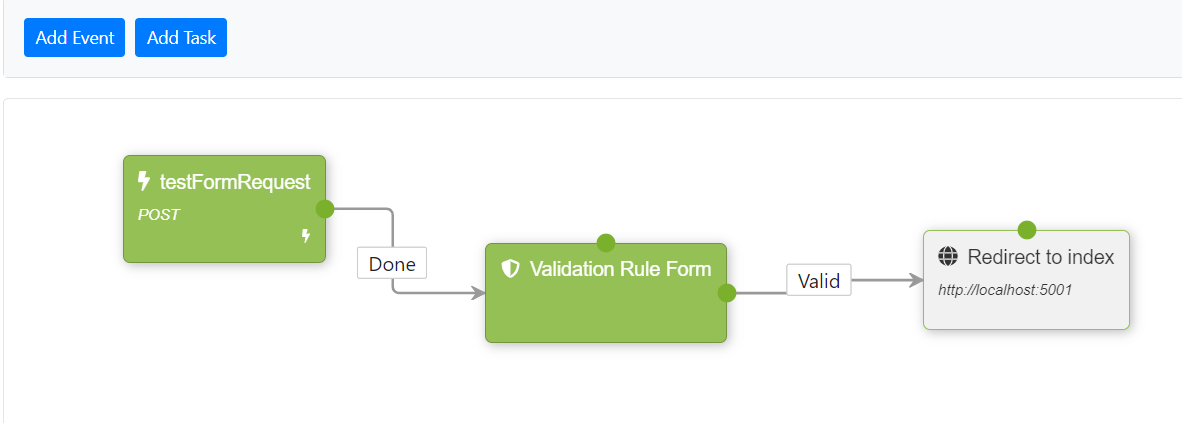 Add Event
Add Task
testFormRequest
POST
Done
Validation Rule Form
Valid
Redirect to index
http://localhost:5001